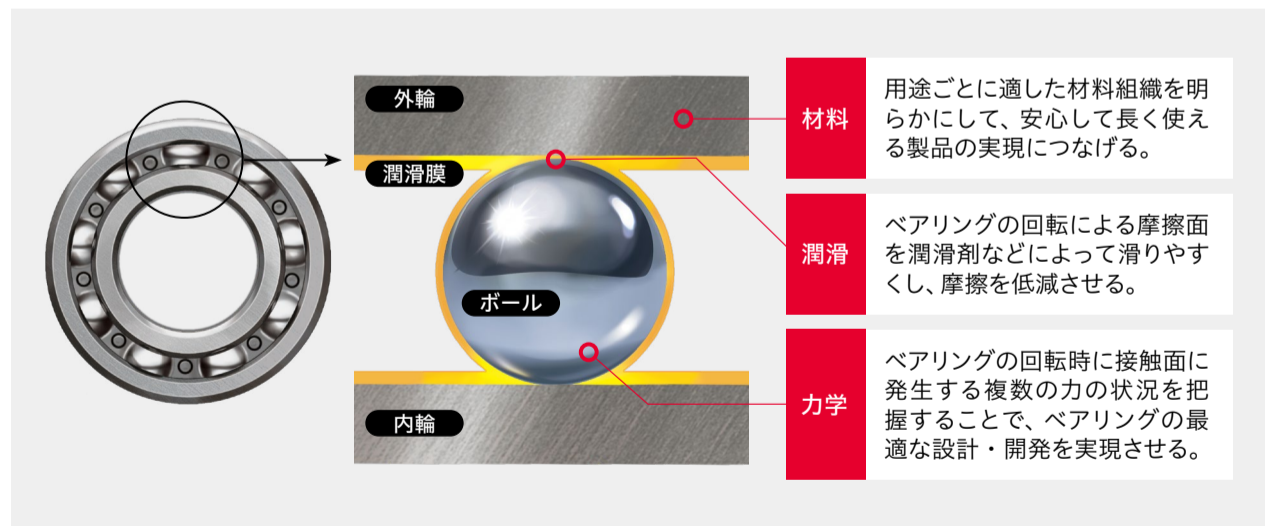 外輪
潤滑膜
ボール
内輪
材料
用途ごとに適した材料組織を明
らかにして、安心して長く使え
る製品の実現につなげる。
潤滑
ベアリングの回転による摩擦面
を潤滑剤などによって滑りやす
くし、摩擦を低減させる。
力学
ベアリングの回転時に接触面に
発生する複数の力の状況を把
握することで、ベアリングの最
適な設計・開発を実現させる。